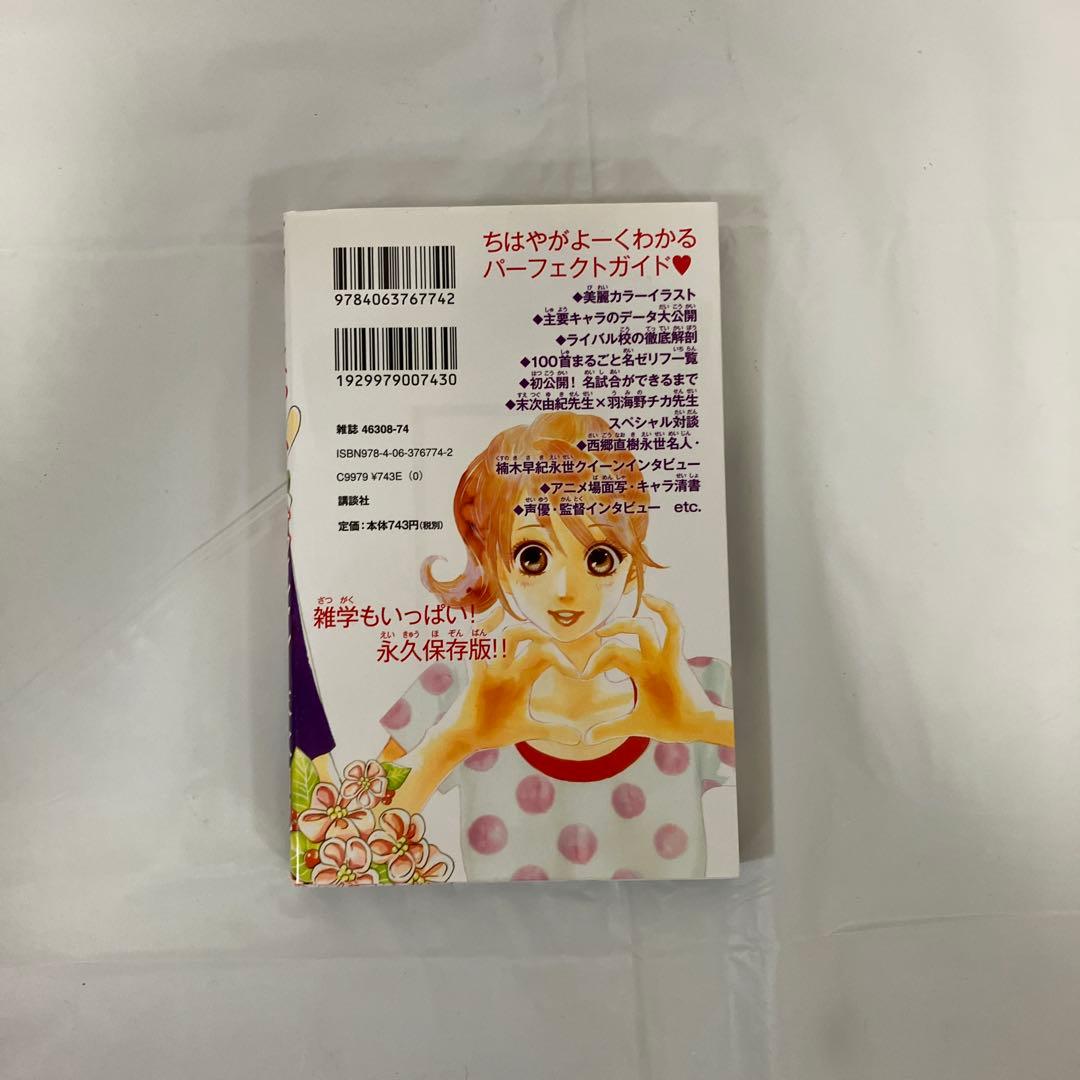 ちはやがよーくわかる
パーフェクトガイド♥
◆美麗カラーイラスト
◆主要キャラのデータ大公開
◆ライバル校の徹底解剖
◆100首まるごと名ゼリフ一覧
◆初公開！名試合ができるまで
◆末次由紀先生×羽海野チカ先生
スペシャル対談
◆西郷直樹永世名人・
楠木早紀永世クイーンインタビュー
◆アニメ場面写・キャラ清書
◆声優・監督インタビュー etc.
9784063767742
1929979007430
雑誌 46308-74
ISBN978-4-06-376774-2
C9979 ¥743E (0)
講談社
定価：本体743円(税別)
雑学もいっぱい！
永久保存版！！